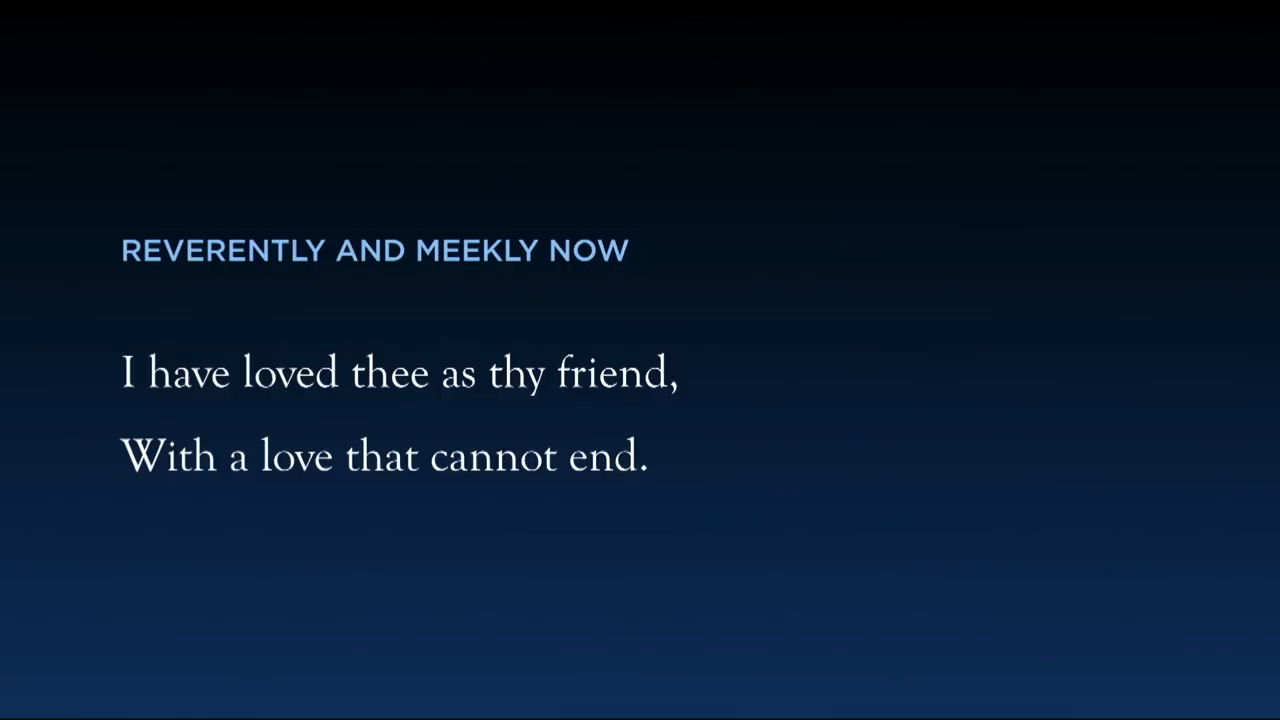 REVERENTLY AND MEEKLY NOW
I have loved thee as thy friend,
With a love that cannot end.